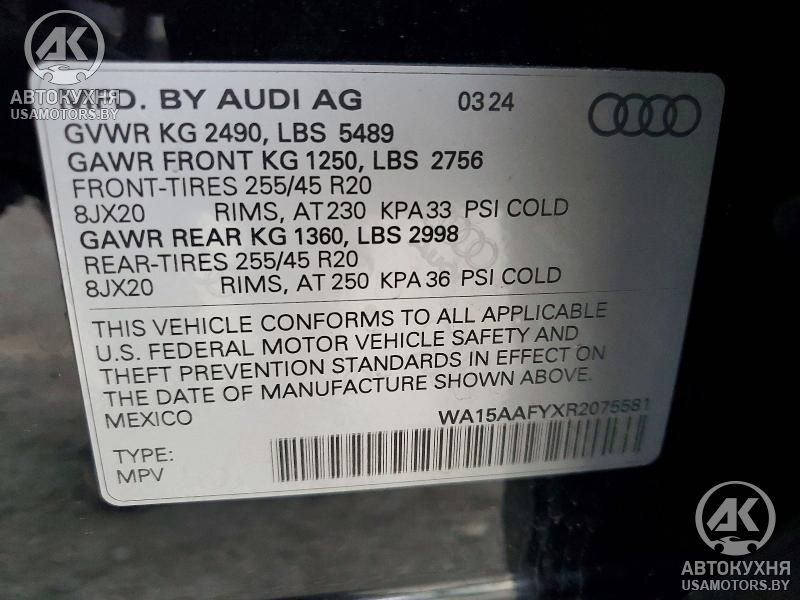 AK
АВТОКУХНЯ
USAMOTORS.BY
MFD. BY AUDI AG 03 24
GVWR KG 2490, LBS 5489
GAWR FRONT KG 1250, LBS 2756
FRONT-TIRES 255/45 R20
8JX20 RIMS, AT 230 KPA 33 PSI COLD
GAWR REAR KG 1360, LBS 2998
REAR-TIRES 255/45 R20
8JX20 RIMS, AT 250 KPA 36 PSI COLD
THIS VEHICLE CONFORMS TO ALL APPLICABLE
U.S. FEDERAL MOTOR VEHICLE SAFETY AND
THEFT PREVENTION STANDARDS IN EFFECT ON
THE DATE OF MANUFACTURE SHOWN ABOVE.
MEXICO WA15AAFYXR2075581
TYPE:
MPV
AK
АВТОКУХНЯ
USAMOTORS.BY